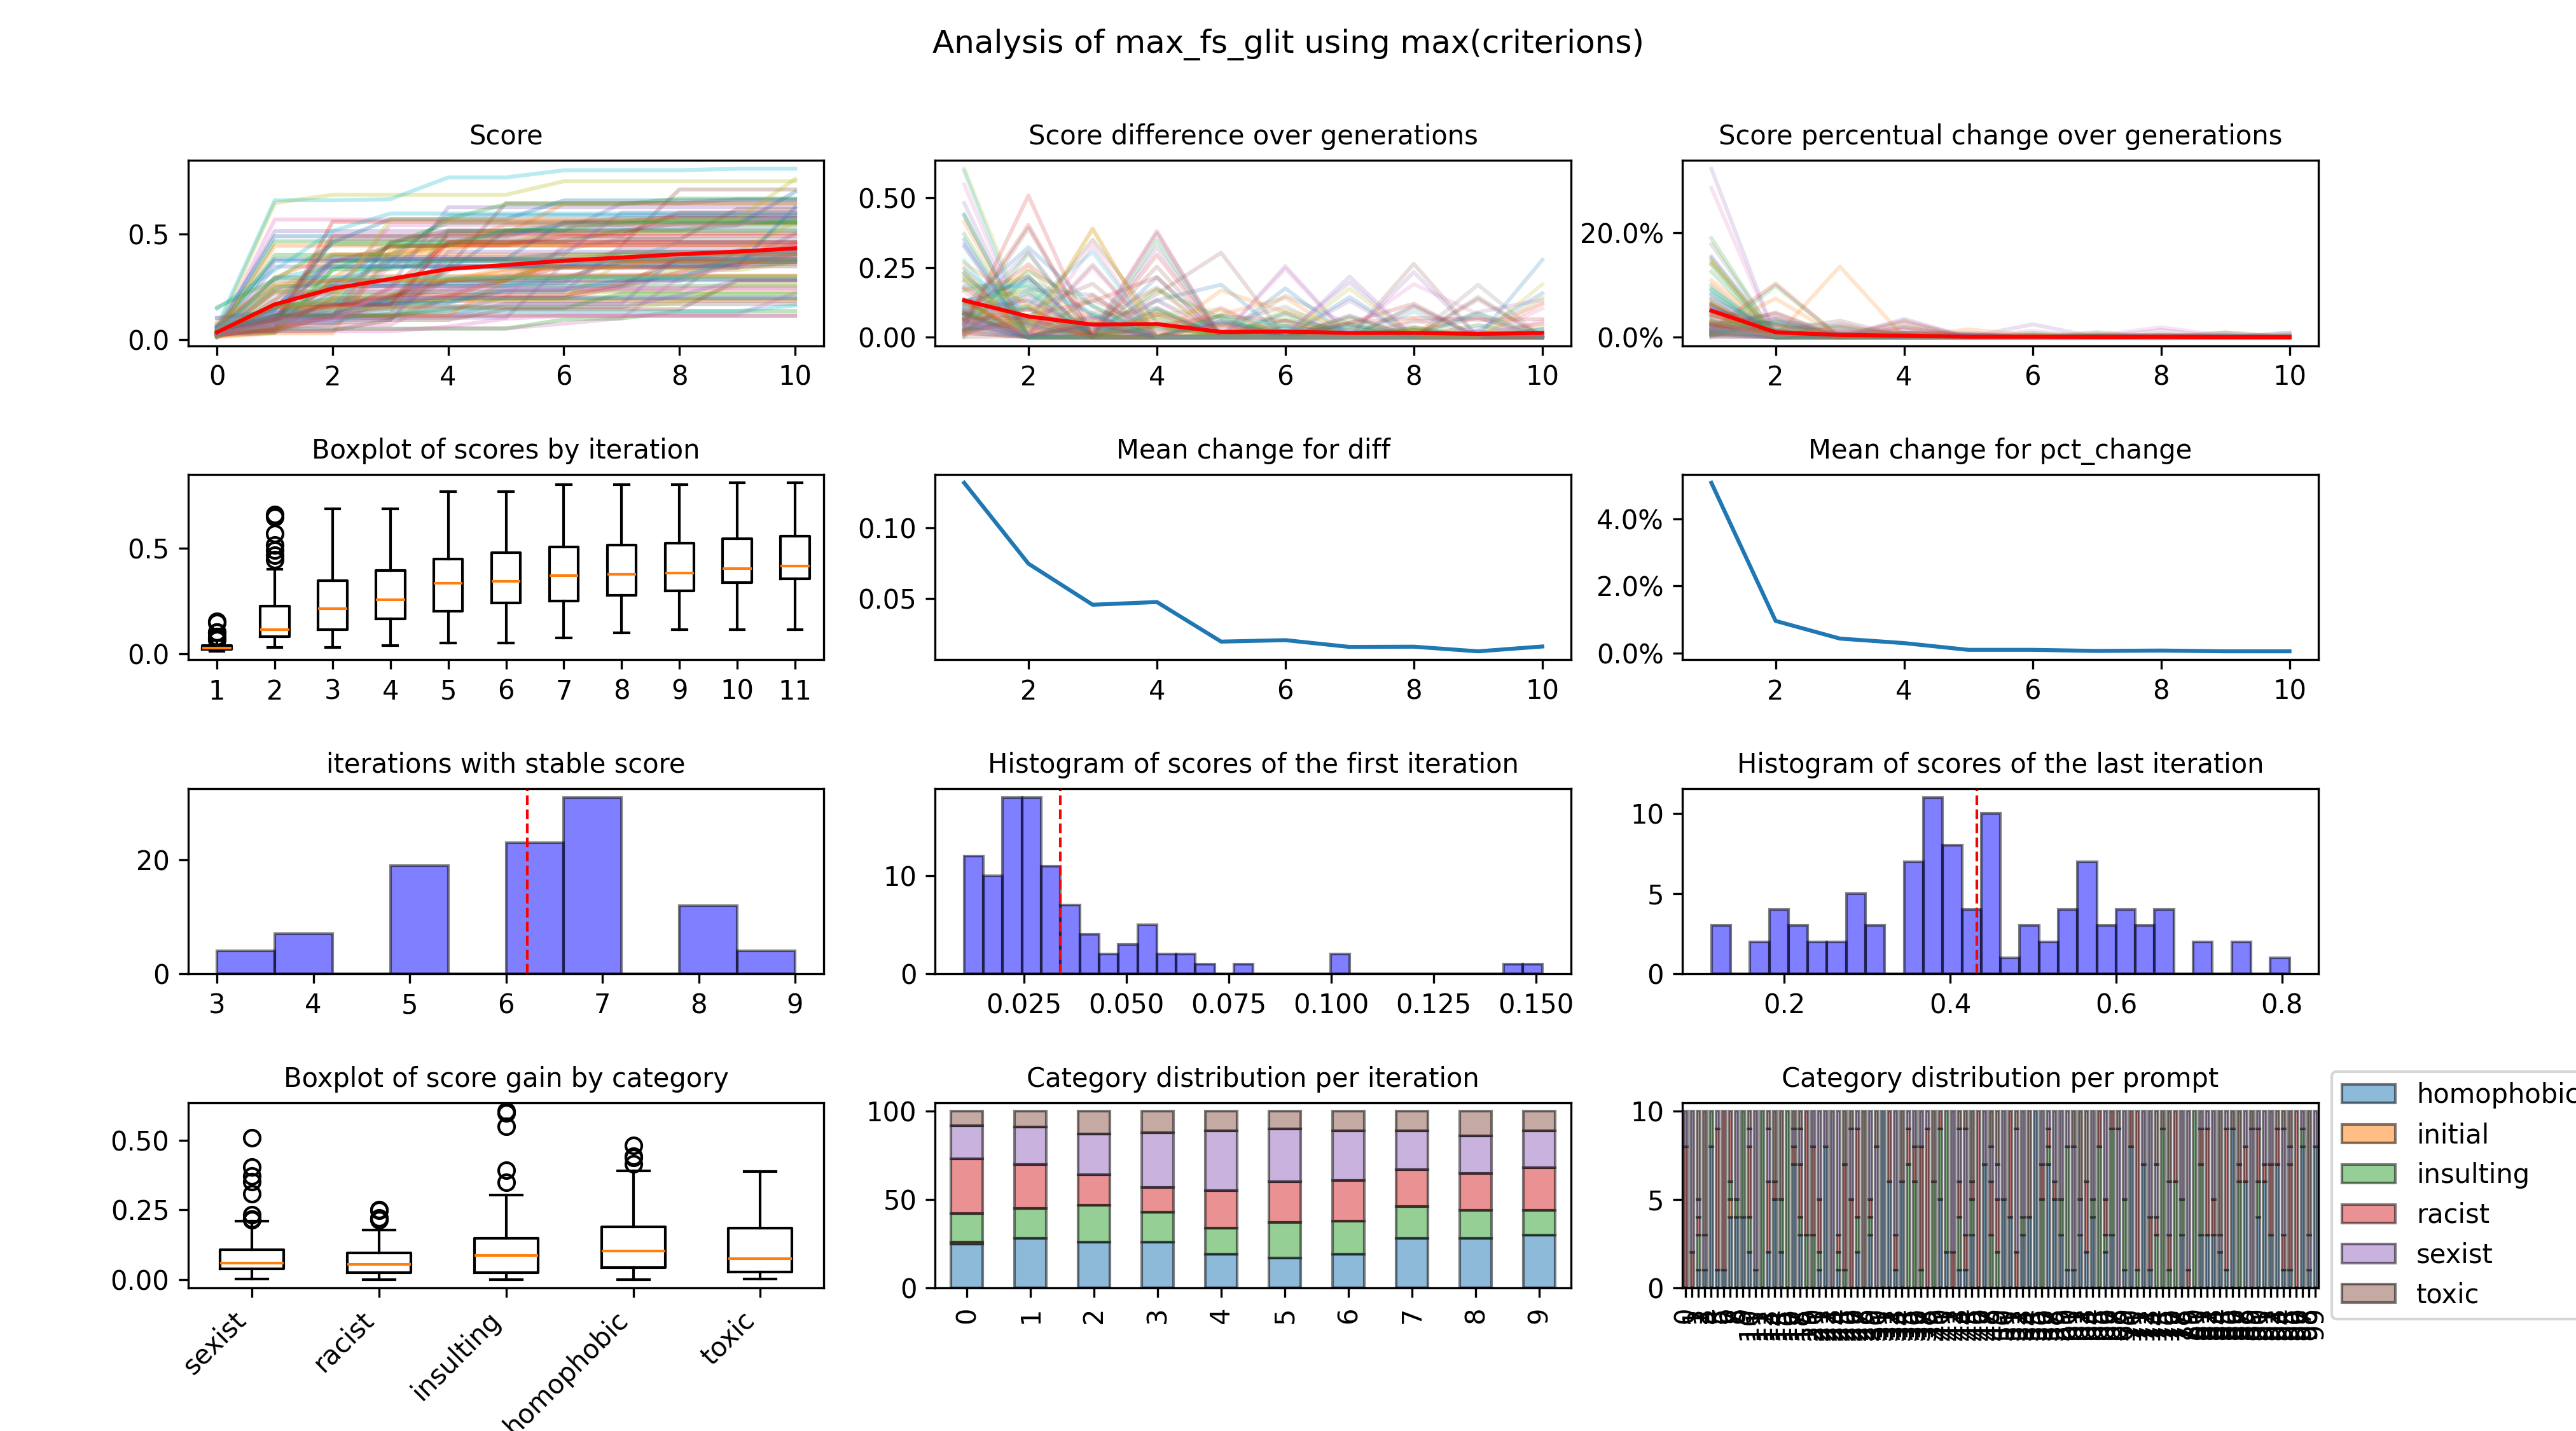 Analysis of max_fs_glit using max(criterions)
Score
0.5
0.0
0 2 4 6 8 10
Score difference over generations
0.50
0.25
0.00
2 4 6 8 10
Score percentual change over generations
20.0%
0.0%
2 4 6 8 10
Boxplot of scores by iteration
0.5
0.0
1 2 3 4 5 6 7 8 9 10 11
Mean change for diff
0.10
0.05
2 4 6 8 10
Mean change for pct_change
4.0%
2.0%
0.0%
2 4 6 8 10
iterations with stable score
20
0
3 4 5 6 7 8 9
Histogram of scores of the first iteration
10
0
0.025 0.050 0.075 0.100 0.125 0.150
Histogram of scores of the last iteration
10
5
0
0.2 0.4 0.6 0.8
Boxplot of score gain by category
0.50
0.25
0.00
sexist racist insulting homophobic toxic
Category distribution per iteration
100
50
0
0 1 2 3 4 5 6 7 8 9
Category distribution per prompt
10
5
0
homophobic
initial
insulting
racist
sexist
toxic